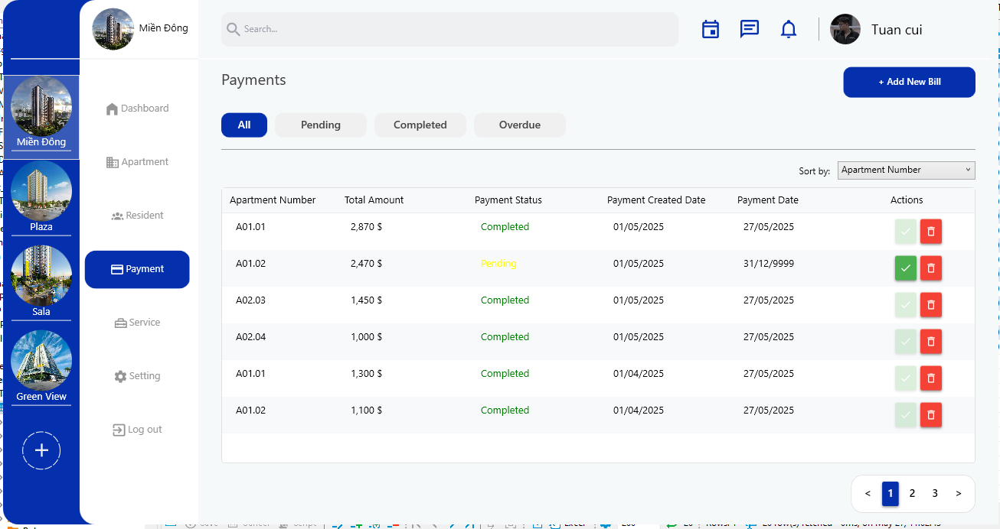 Miền Đông
Search...
Tuan cui
Miền Đông
Plaza
Sala
Green View
Dashboard
Apartment
Resident
Payment
Service
Setting
Log out
Payments
+ Add New Bill
All Pending Completed Overdue
Sort by: Apartment Number
Apartment Number Total Amount Payment Status Payment Created Date Payment Date Actions
A01.01 2,870 $ Completed 01/05/2025 27/05/2025
A01.02 2,470 $ Pending 01/05/2025 31/12/9999
A02.03 1,450 $ Completed 01/05/2025 27/05/2025
A02.04 1,000 $ Completed 01/05/2025 27/05/2025
A01.01 1,300 $ Completed 01/04/2025 27/05/2025
A01.02 1,100 $ Completed 01/04/2025 27/05/2025
< 1 2 3 >